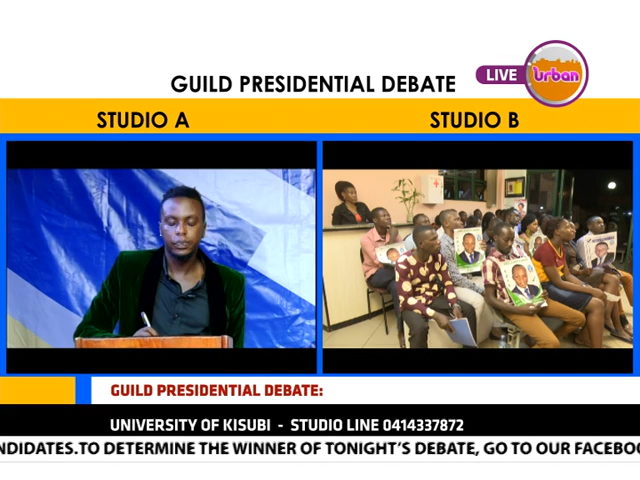 LIVE
Urban
GUILD PRESIDENTIAL DEBATE
STUDIO A
STUDIO B
GUILD PRESIDENTIAL DEBATE:
UNIVERSITY OF KISUBI - STUDIO LINE 0414337872
NDIDATES.TO DETERMINE THE WINNER OF TONIGHT'S DEBATE, GO TO OUR FACEBOO